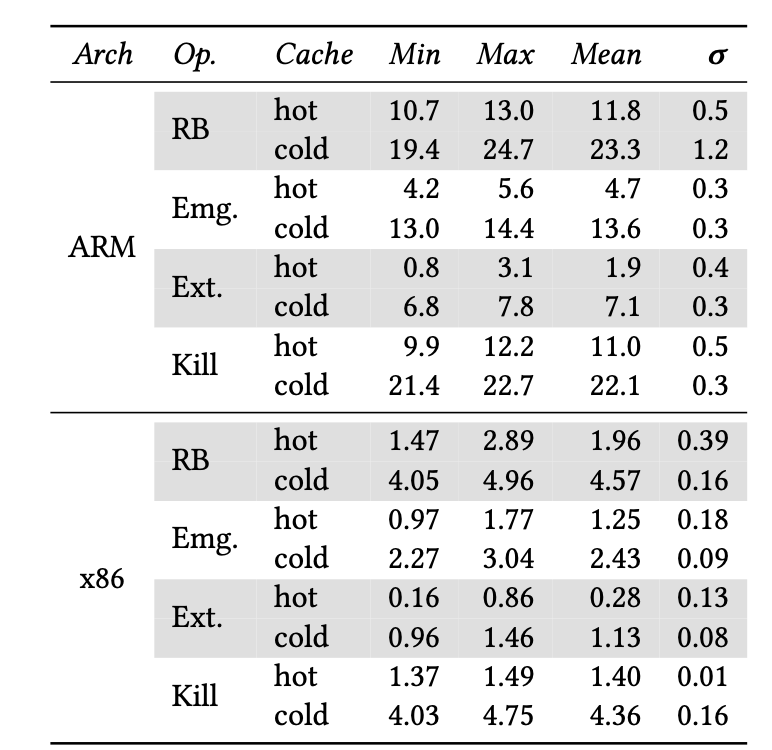 Arch Op. Cache Min Max Mean σ
ARM
RB
hot 10.7 13.0 11.8 0.5
cold 19.4 24.7 23.3 1.2
Emg.
hot 4.2 5.6 4.7 0.3
cold 13.0 14.4 13.6 0.3
Ext.
hot 0.8 3.1 1.9 0.4
cold 6.8 7.8 7.1 0.3
Kill
hot 9.9 12.2 11.0 0.5
cold 21.4 22.7 22.1 0.3
x86
RB
hot 1.47 2.89 1.96 0.39
cold 4.05 4.96 4.57 0.16
Emg.
hot 0.97 1.77 1.25 0.18
cold 2.27 3.04 2.43 0.09
Ext.
hot 0.16 0.86 0.28 0.13
cold 0.96 1.46 1.13 0.08
Kill
hot 1.37 1.49 1.40 0.01
cold 4.03 4.75 4.36 0.16